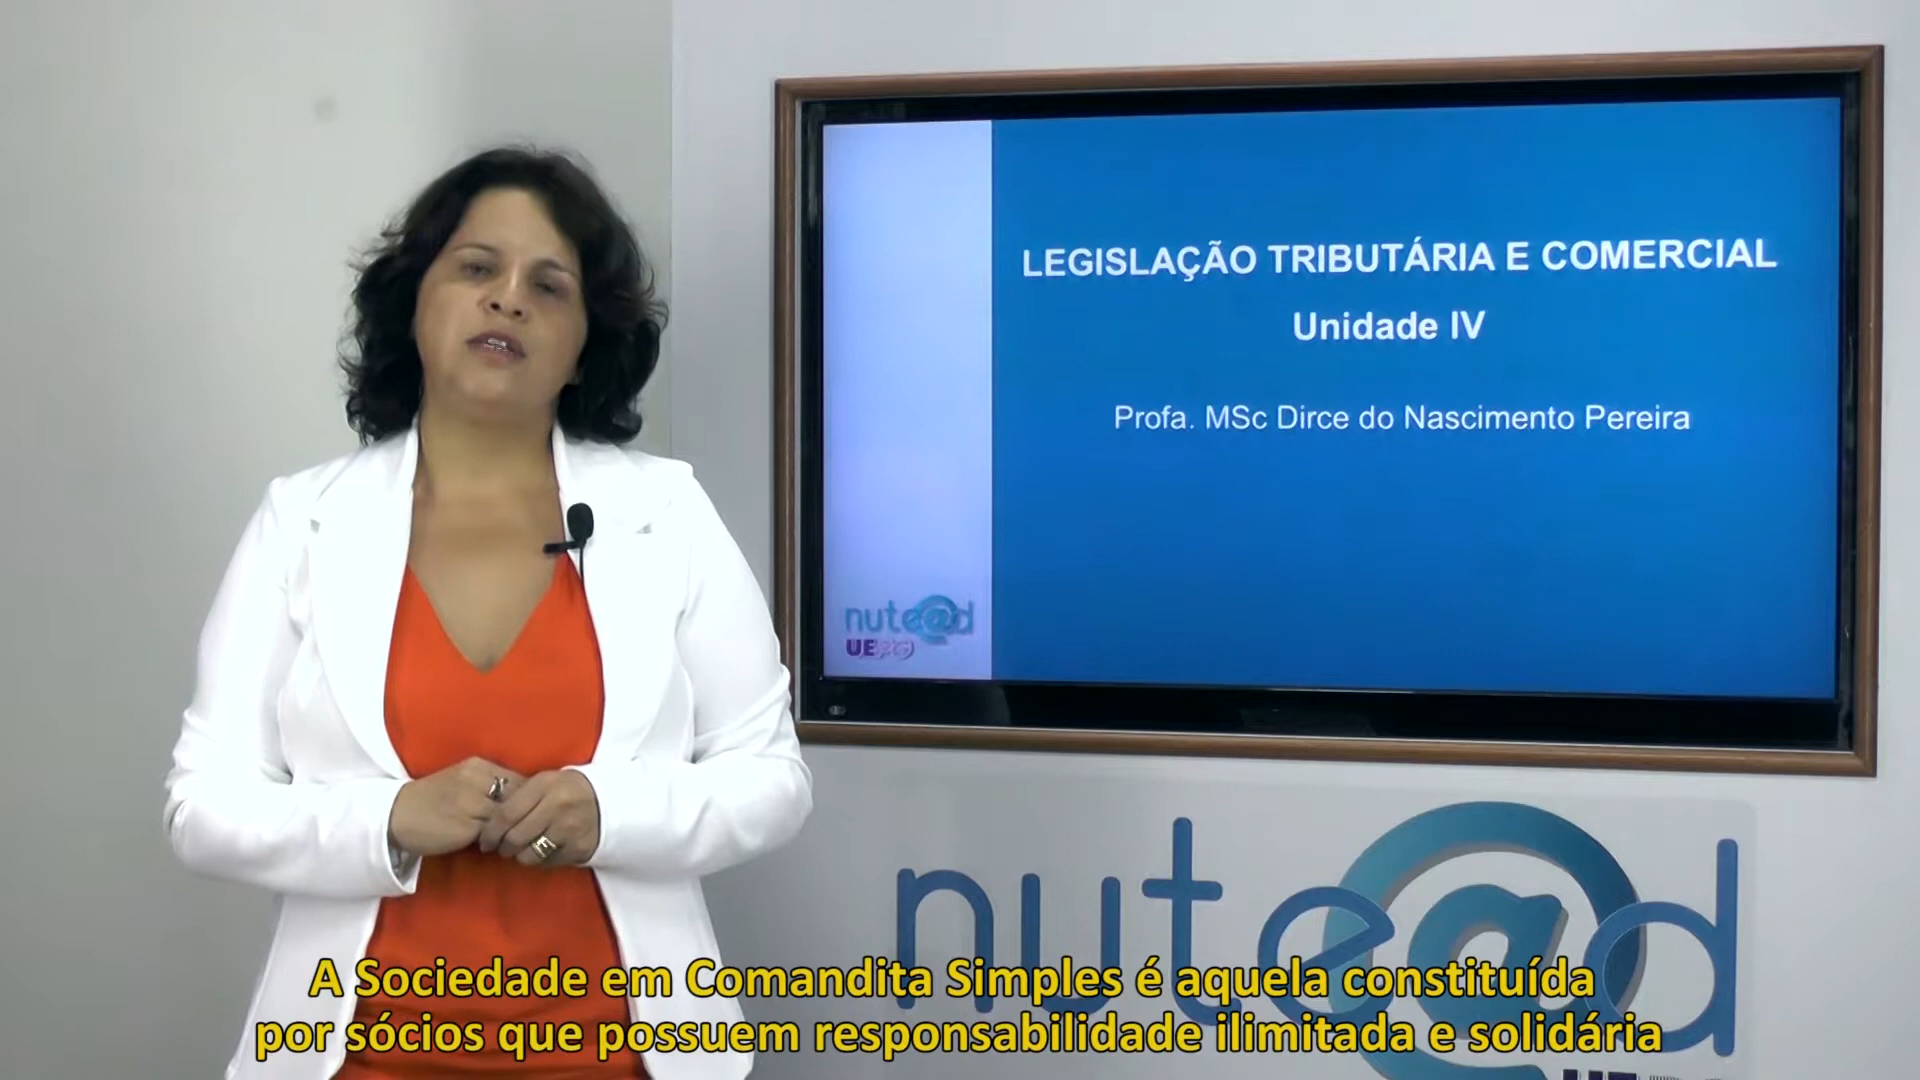 LEGISLAÇÃO TRIBUTÁRIA E COMERCIAL
Unidade IV
Profa. MSc Dirce do Nascimento Pereira
nute@d
UEPG
nute@d
A Sociedade em Comandita Simples é aquela constituída
por sócios que possuem responsabilidade ilimitada e solidária